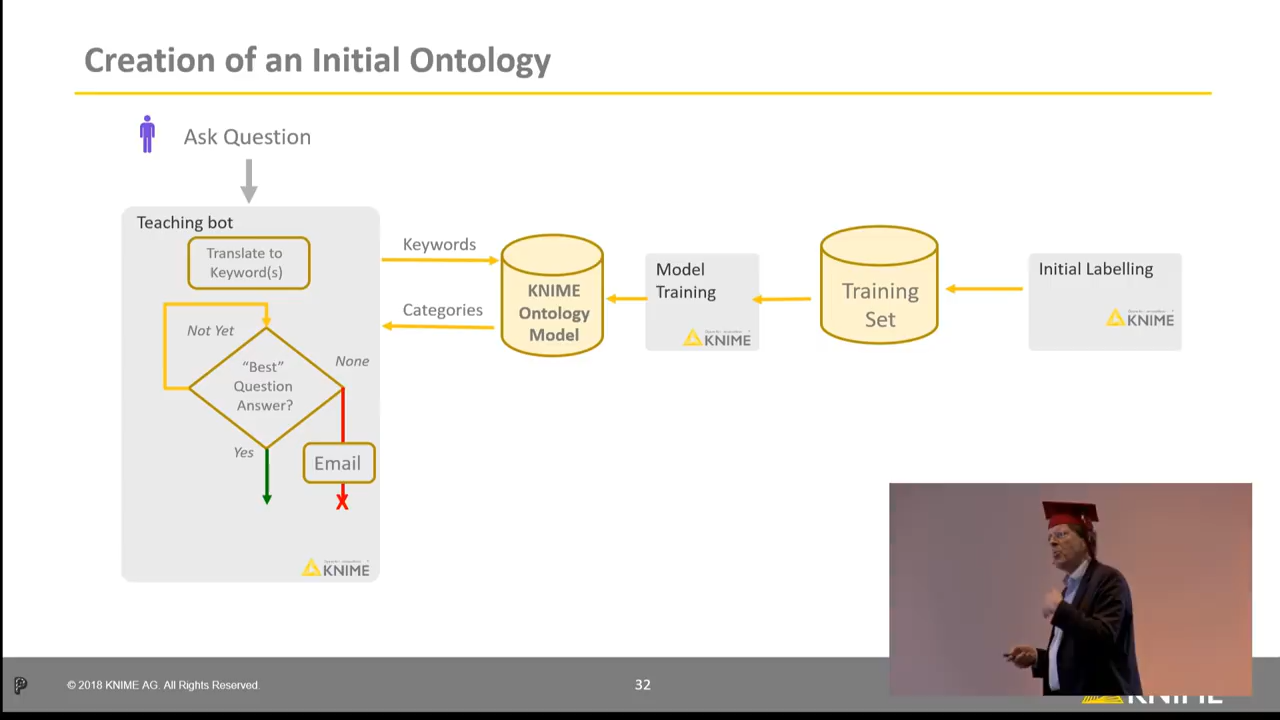 Creation of an Initial Ontology
Ask Question
Teaching bot
Translate to
Keyword(s)
Not Yet
"Best"
Question
Answer?
None
Yes
Email
X
KNIME
Keywords
Categories
KNIME
Ontology
Model
Model
Training
KNIME
Training
Set
Initial Labelling
KNIME
© 2018 KNIME AG. All Rights Reserved.
32
KNIME